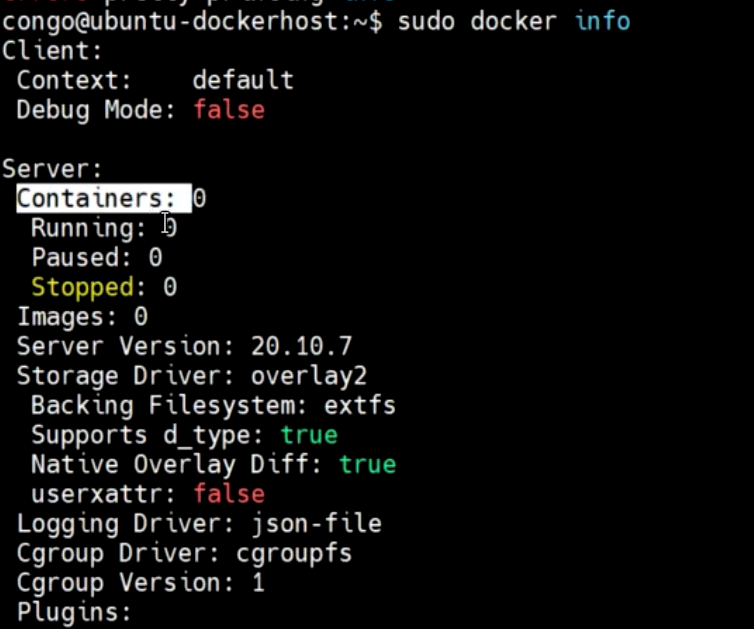 congo@ubuntu-dockerhost:~$ sudo docker info
Client:
 Context:    default
 Debug Mode: false

Server:
 Containers: 0
  Running: 0
  Paused: 0
  Stopped: 0
 Images: 0
 Server Version: 20.10.7
 Storage Driver: overlay2
  Backing Filesystem: extfs
  Supports d_type: true
  Native Overlay Diff: true
  userxattr: false
 Logging Driver: json-file
 Cgroup Driver: cgroupfs
 Cgroup Version: 1
 Plugins: